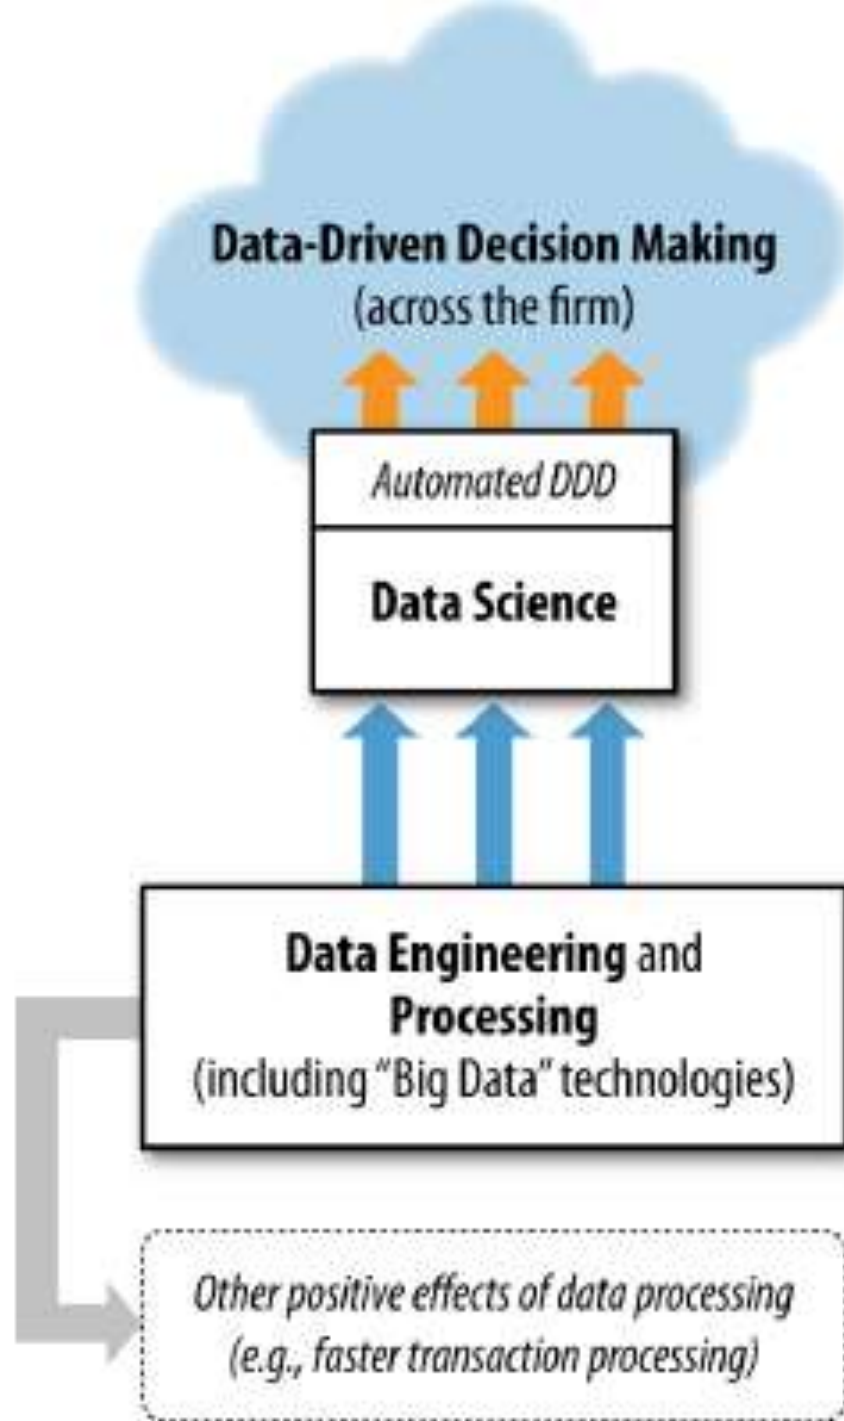 Data-Driven Decision Making
(across the firm)
Automated DDD
Data Science
Data Engineering and
Processing
(including “Big Data” technologies)
Other positive effects of data processing
(e.g., faster transaction processing)